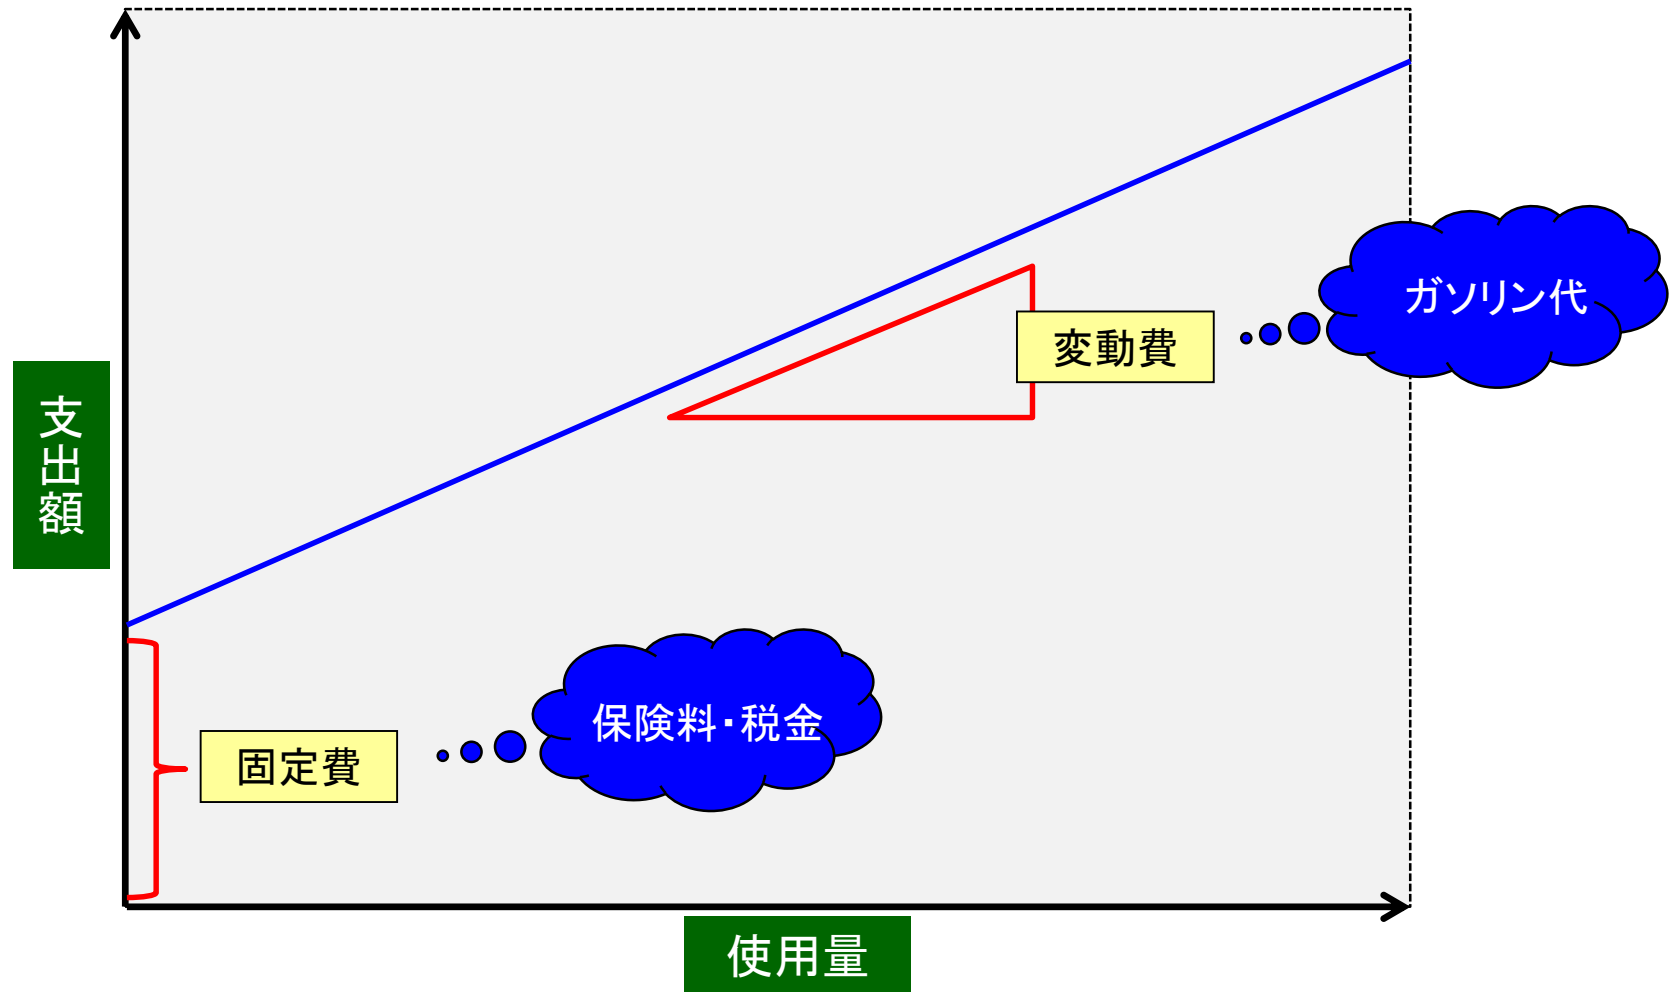 支出額
ガソリン代
変動費
保険料・税金
固定費
使用量